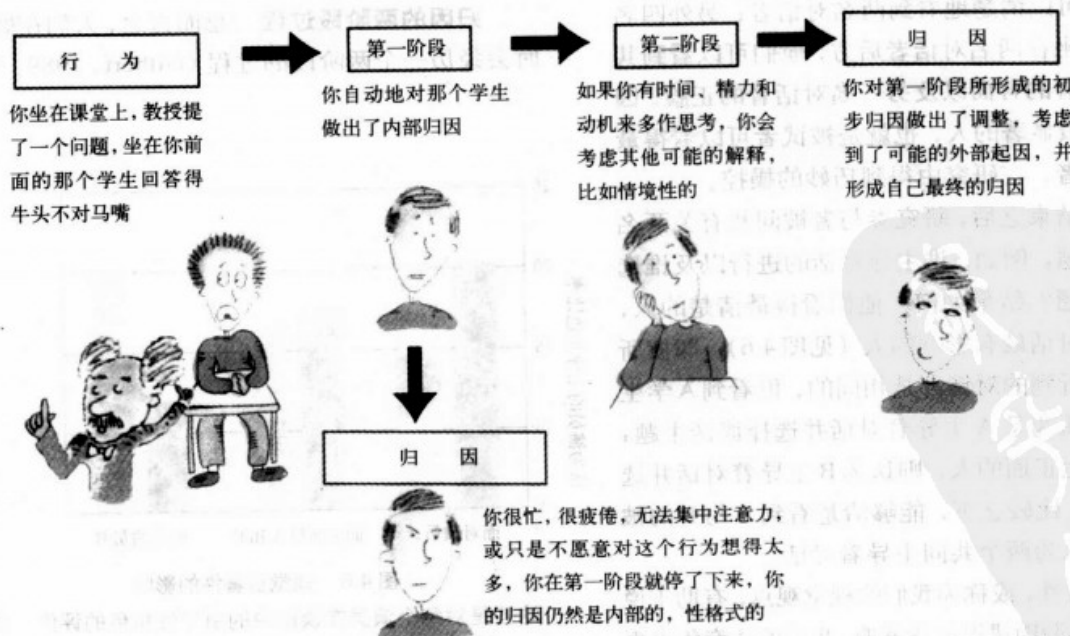 行 为
你坐在课堂上，教授提
了一个问题，坐在你前
面的那个学生回答得
牛头不对马嘴
第一阶段
你自动地对那个学生
做出了内部归因
第二阶段
如果你有时间，精力和
动机来多作思考，你会
考虑其他可能的解释，
比如情境性的
归 因
你对第一阶段所形成的初
步归因做出了调整，考虑
到了可能的外部起因，并
形成自己最终的归因
归 因
你很忙，很疲倦，无法集中注意力，
或只是不愿意对这个行为想得太
多，你在第一阶段就停了下来，你
的归因仍然是内部的，性格式的